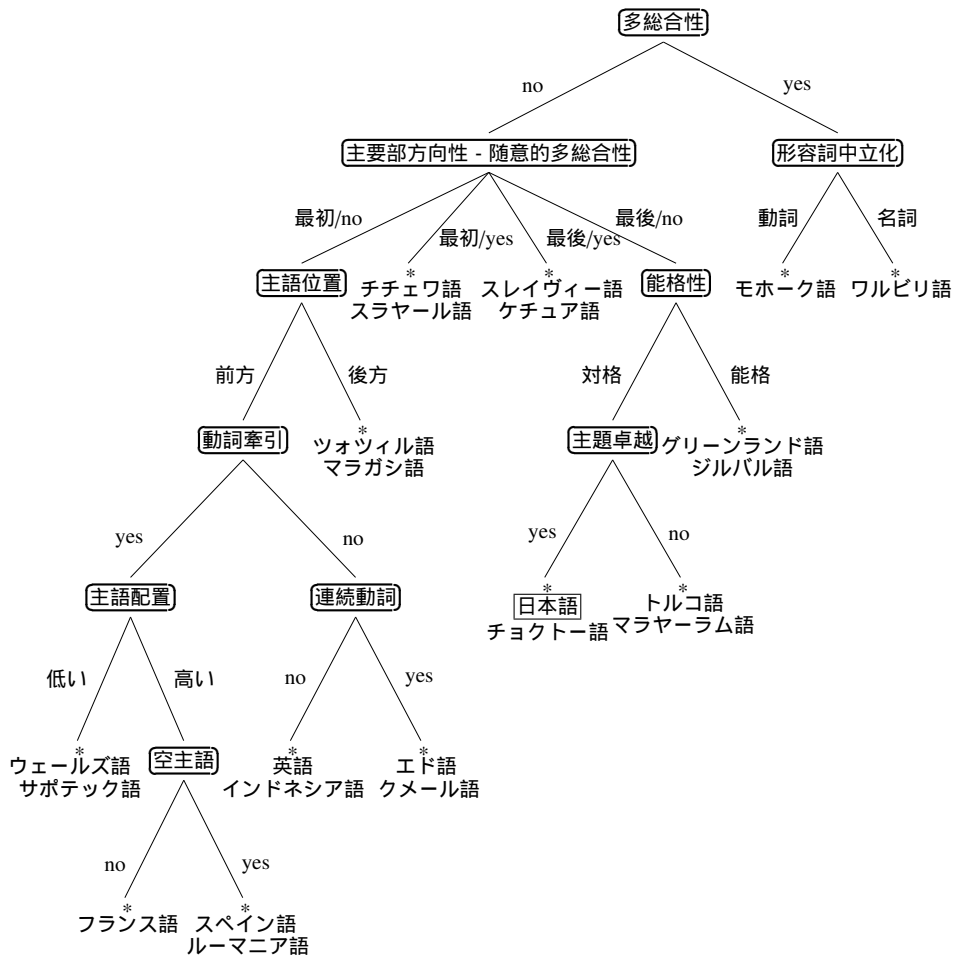 多総合性
no
yes
主要部方向性 - 随意的多総合性
形容詞中立化
最初/no
最初/yes
最後/yes
最後/no
動詞
名詞
主語位置
*
チチェワ語
スラヤール語
*
スレイヴィー語
ケチュア語
能格性
*
モホーク語
*
ワルピリ語
前方
後方
対格
能格
動詞牽引
*
ツォツィル語
マラガシ語
主題卓越
*
グリーンランド語
ジルバル語
yes
no
yes
no
主語配置
連続動詞
*
日本語
チョクトー語
*
トルコ語
マラヤーラム語
低い
高い
no
yes
*
ウェールズ語
サポテック語
空主語
*
英語
インドネシア語
*
エド語
クメール語
no
yes
*
フランス語
*
スペイン語
ルーマニア語